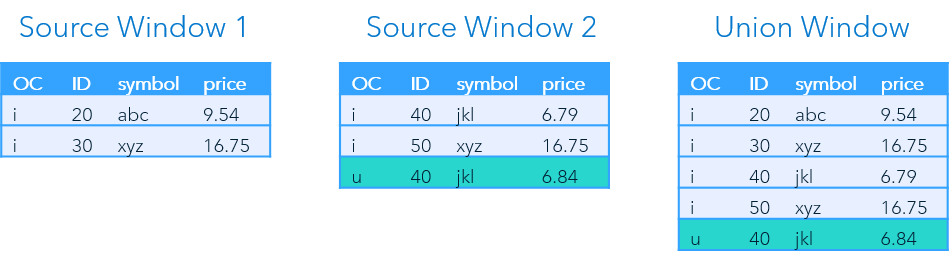 Source Window 1
OC ID symbol price
i 20 abc 9.54
i 30 xyz 16.75
Source Window 2
OC ID symbol price
i 40 jkl 6.79
i 50 xyz 16.75
u 40 jkl 6.84
Union Window
OC ID symbol price
i 20 abc 9.54
i 30 xyz 16.75
i 40 jkl 6.79
i 50 xyz 16.75
u 40 jkl 6.84